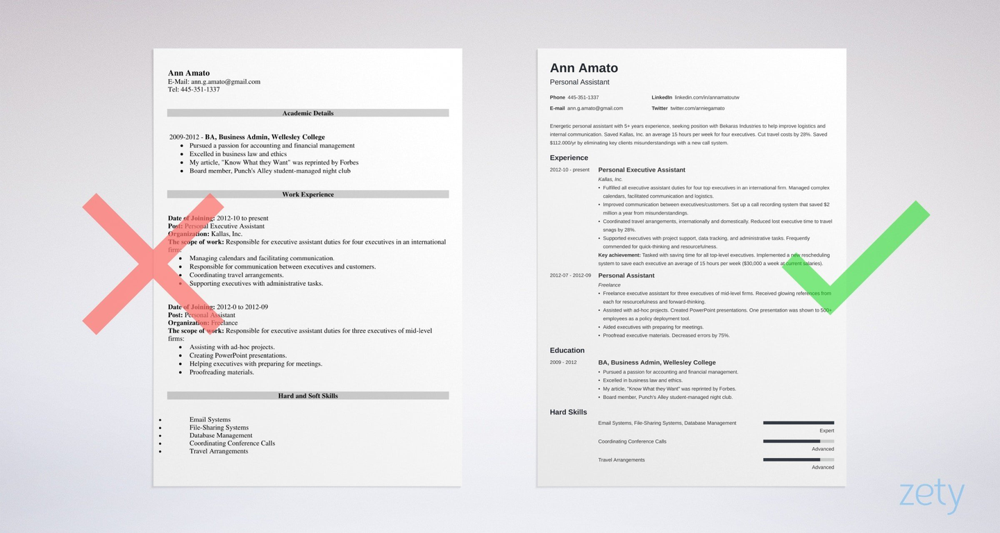 Ann Amato
E-Mail: ann.g.amato@gmail.com
Tel: 445-351-1337
Academic Details
2009-2012 - BA, Business Admin, Wellesley College
• Pursued a passion for accounting and financial management
• Excelled in business law and ethics
• My article, "Know What they Want" was reprinted by Forbes
• Board member, Punch's Alley student-managed night club
Work Experience
Date of Joining: 2012-10 to present
Post: Personal Executive Assistant
Organization: Kallas, Inc.
The scope of work: Responsible for executive assistant duties for four executives in an international
firm:
• Managing calendars and facilitating communication.
• Responsible for communication between executives and customers.
• Coordinating travel arrangements.
• Supporting executives with administrative tasks.
Date of Joining: 2012-0 to 2012-09
Post: Personal Assistant
Organization: Freelance
The scope of work: Responsible for executive assistant duties for three executives of mid-level
firms:
• Assisting with ad-hoc projects.
• Creating PowerPoint presentations.
• Helping executives with preparing for meetings.
• Proofreading materials.
Hard and Soft Skills
• Email Systems
• File-Sharing Systems
• Database Management
• Coordinating Conference Calls
• Travel Arrangements
Ann Amato
Personal Assistant
Phone 445-351-1337 LinkedIn linkedin.com/in/annamatoutw
E-mail ann.g.amato@gmail.com Twitter twitter.com/anniegamato
Energetic personal assistant with 5+ years experience, seeking position with Bekaras Industries to help improve logistics and
internal communication. Saved Kallas, Inc. an average 15 hours per week for four executives. Cut travel costs by 28%. Saved
$112.000/yr by eliminating key clients misunderstandings with a new call system.
Experience
2012-10 - present Personal Executive Assistant
Kallas, Inc.
• Fulfilled all executive assistant duties for four top executives in an international firm. Managed complex
calendars, facilitated communication and logistics.
• Improved communication between executives/customers. Set up a call recording system that saved $2
million a year from misunderstandings.
• Coordinated travel arrangements, internationally and domestically. Reduced lost executive time to travel
snags by 28%.
• Supported executives with project support, data tracking, and administrative tasks. Frequently
commended for quick-thinking and resourcefulness.
Key achievement: Tasked with saving time for all top-level executives. Implemented a new rescheduling
system to save each executive an average of 15 hours per week ($30,000 a week at current salaries).
2012-07 - 2012-09 Personal Assistant
Freelance
• Freelance executive assistant for three executives of mid-level firms. Received glowing references from
each for resourcefulness and forward-thinking.
• Assisted with ad-hoc projects. Created PowerPoint presentations. One presentation was shown to 500+
employees as a policy deployment tool.
• Aided executives with preparing for meetings.
• Proofread executive materials. Decreased errors by 75%.
Education
2009 - 2012 BA, Business Admin, Wellesley College
• Pursued a passion for accounting and financial management.
• Excelled in business law and ethics.
• My article, "Know What they Want" was reprinted by Forbes.
• Board member, Punch's Alley student-managed night club.
Hard Skills
Email Systems, File-Sharing Systems, Database Management
Expert
Coordinating Conference Calls
Advanced
Travel Arrangements
Advanced
zety